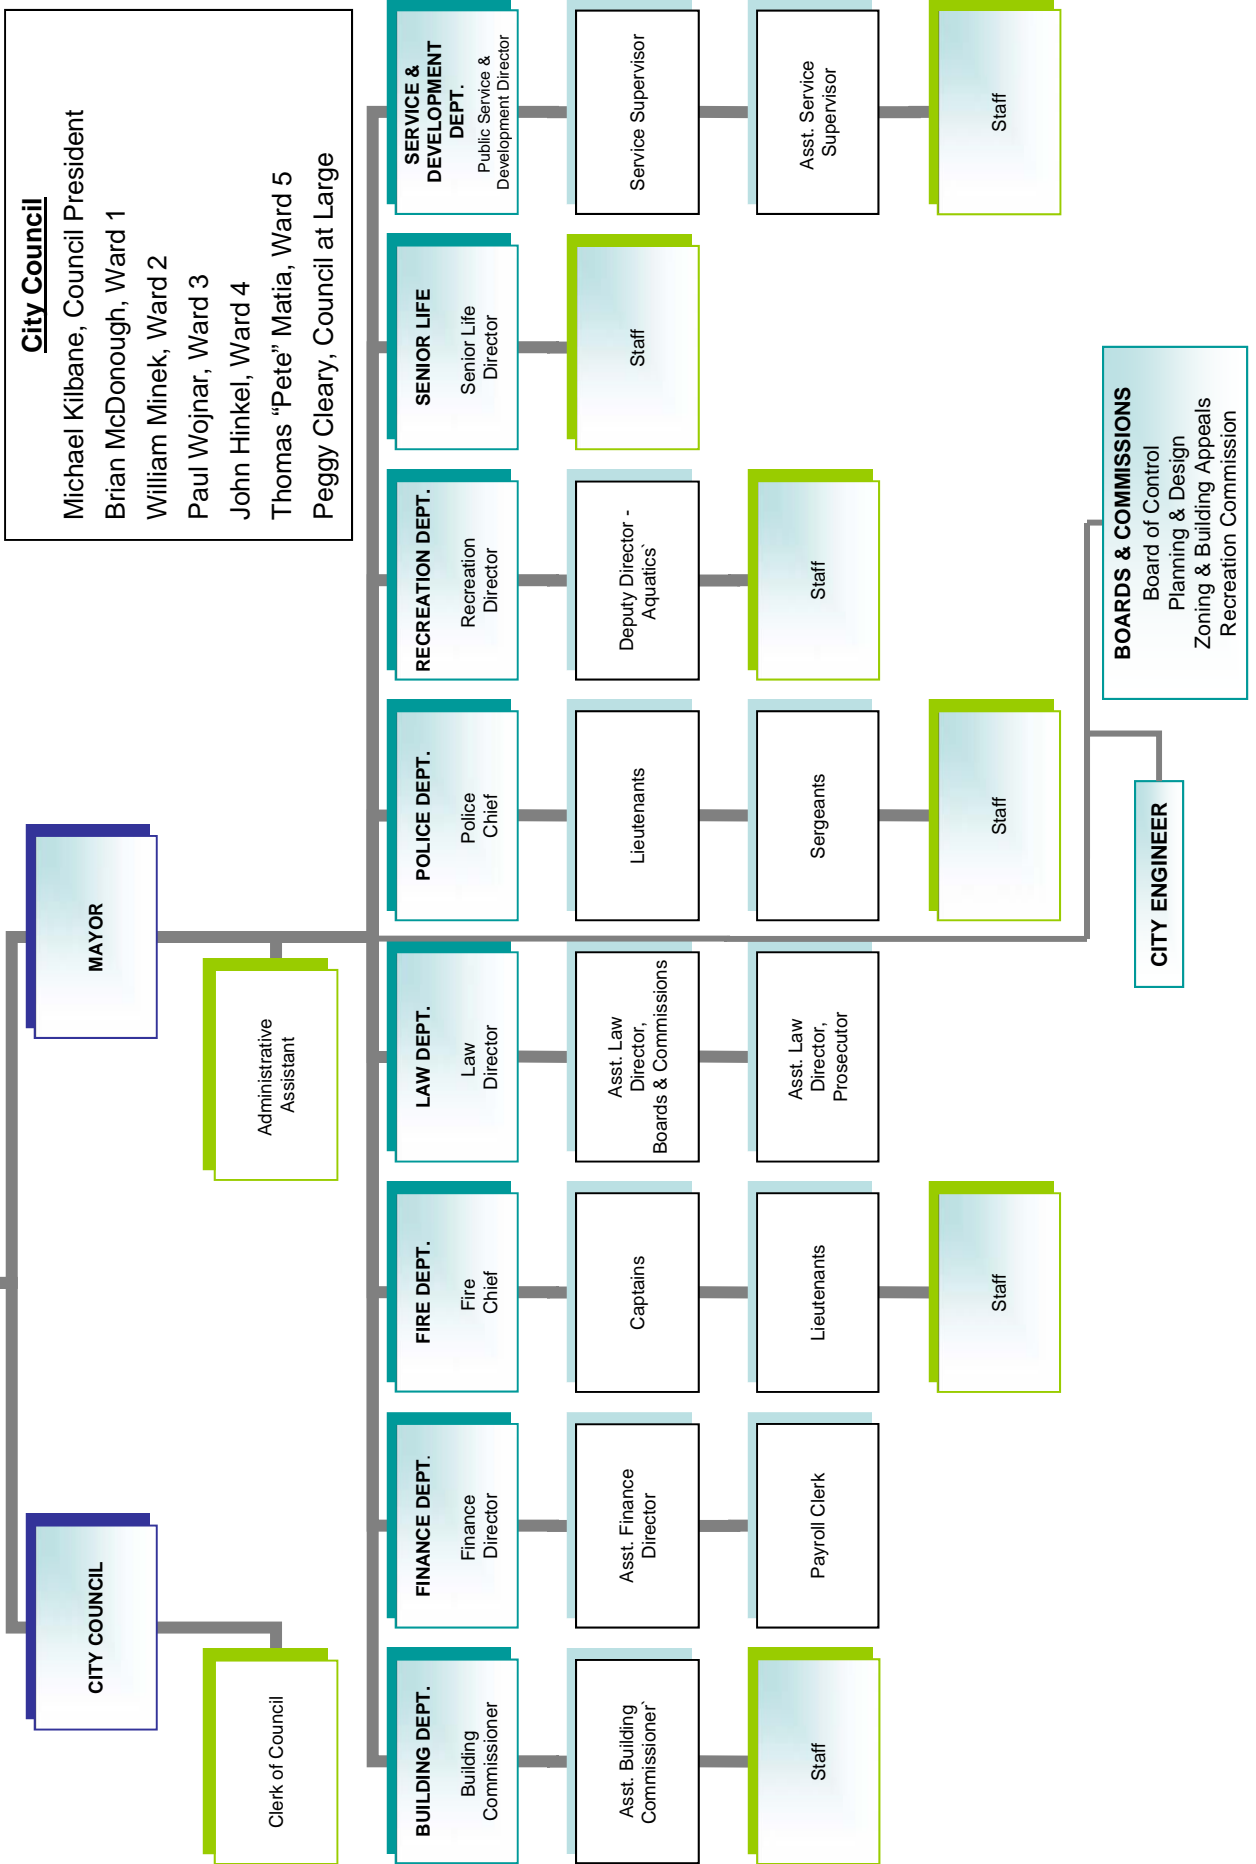 City Council
Michael Kilbane, Council President
Brian McDonough, Ward 1
William Minek, Ward 2
Paul Wojnar, Ward 3
John Hinkel, Ward 4
Thomas “Pete” Matia, Ward 5
Peggy Cleary, Council at Large
CITY COUNCIL
MAYOR
Clerk of Council
Administrative
Assistant
BUILDING DEPT.
Building
Commissioner
Asst. Building
Commissioner`
Staff
FINANCE DEPT.
Finance
Director
Asst. Finance
Director
Payroll Clerk
FIRE DEPT.
Fire
Chief
Captains
Lieutenants
Staff
LAW DEPT.
Law
Director
Asst. Law
Director,
Boards & Commissions
Asst. Law
Director,
Prosecutor
POLICE DEPT.
Police
Chief
Lieutenants
Sergeants
Staff
RECREATION DEPT.
Recreation
Director
Deputy Director -
Aquatics`
Staff
SENIOR LIFE
Senior Life
Director
Staff
SERVICE &
DEVELOPMENT
DEPT.
Public Service &
Development Director
Service Supervisor
Asst. Service
Supervisor
Staff
CITY ENGINEER
BOARDS & COMMISSIONS
Board of Control
Planning & Design
Zoning & Building Appeals
Recreation Commission